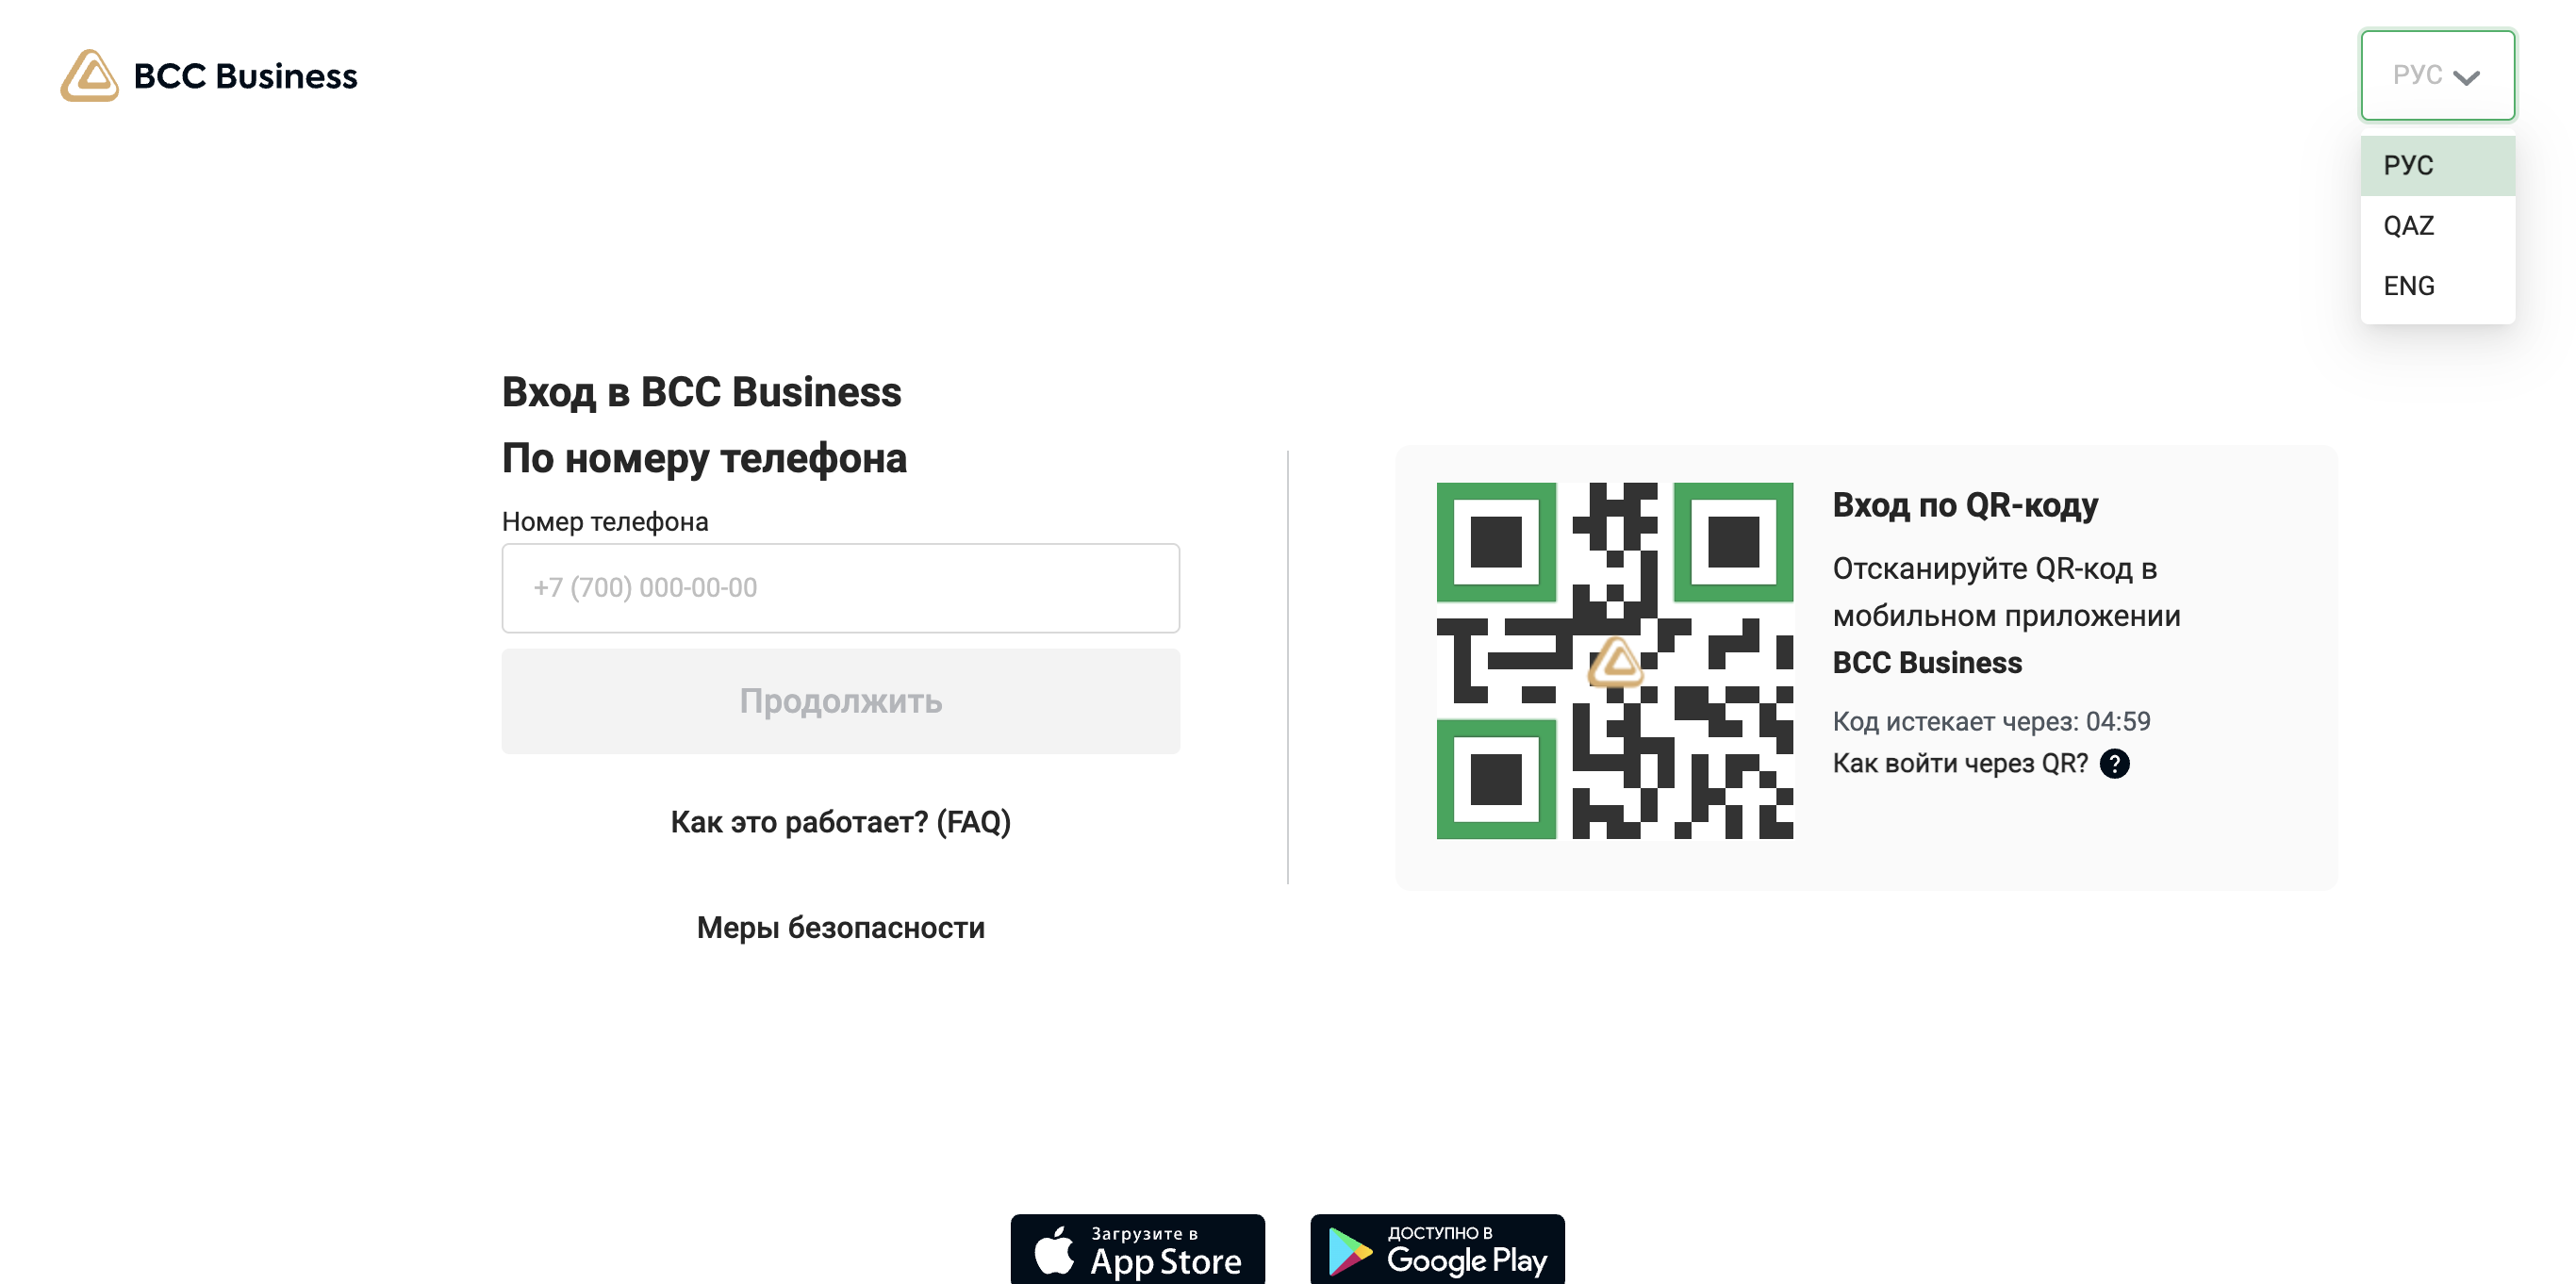 BCC Business
РУС
РУС
QAZ
ENG
Вход в BCC Business
По номеру телефона
Номер телефона
+7 (700) 000-00-00
Продолжить
Как это работает? (FAQ)
Меры безопасности
Вход по QR-коду
Отсканируйте QR-код в
мобильном приложении
BCC Business
Код истекает через: 04:59
Как войти через QR? ?
Загрузите в
App Store
ДОСТУПНО В
Google Play